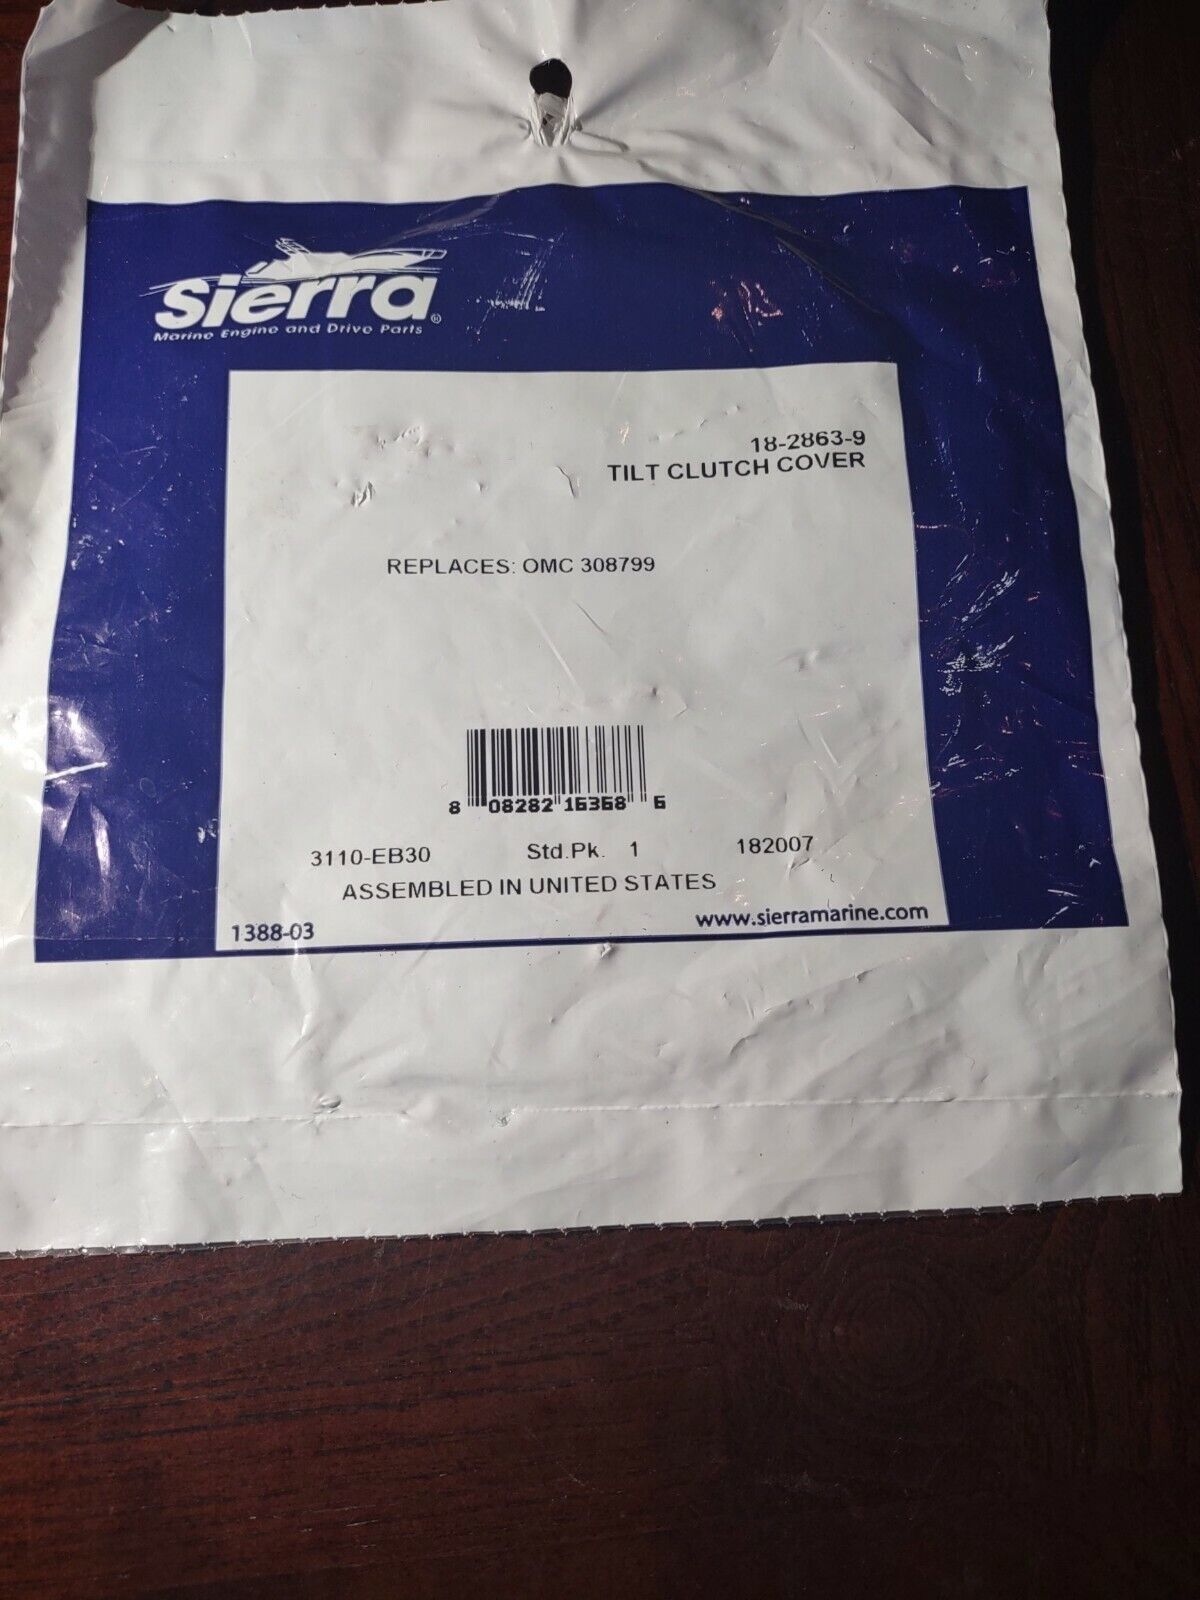 Sierra®
Marine Engine and Drive Parts
18-2863-9
TILT CLUTCH COVER
REPLACES: OMC 308799
8 08282 16368 6
3110-EB30 Std.Pk. 1 182007
ASSEMBLED IN UNITED STATES
1388-03 www.sierramarine.com